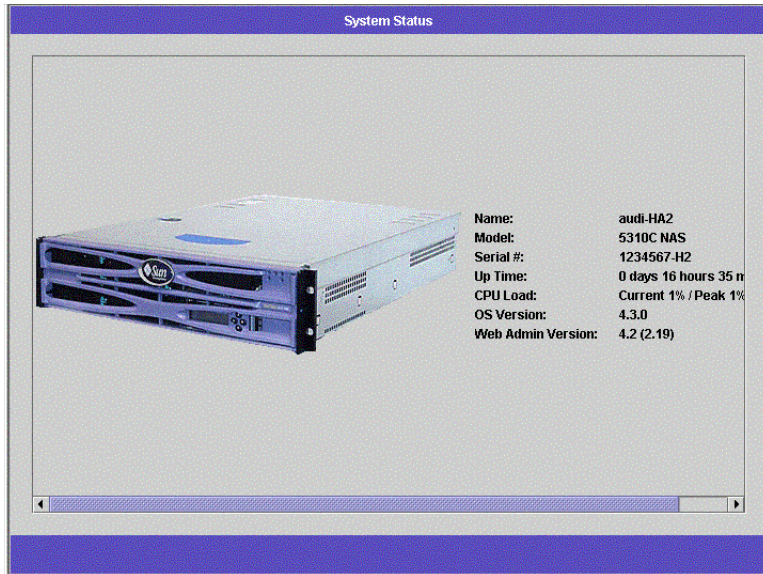 System Status
Sun
Name: audi-HA2
Model: 5310C NAS
Serial #: 1234567-H2
Up Time: 0 days 16 hours 35
CPU Load: Current 1% / Peak 1%
OS Version: 4.3.0
Web Admin Version: 4.2 (2.19)